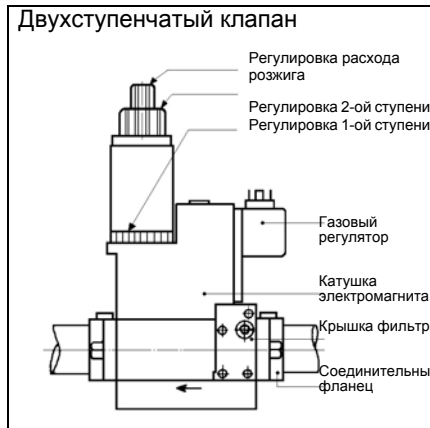 Двухступенчатый клапан
Регулировка расхода
розжига
Регулировка 2-ой ступени
Регулировка 1-ой ступени
Газовый
регулятор
Катушка
электромагнита
Крышка фильтр
Соединительны
фланец